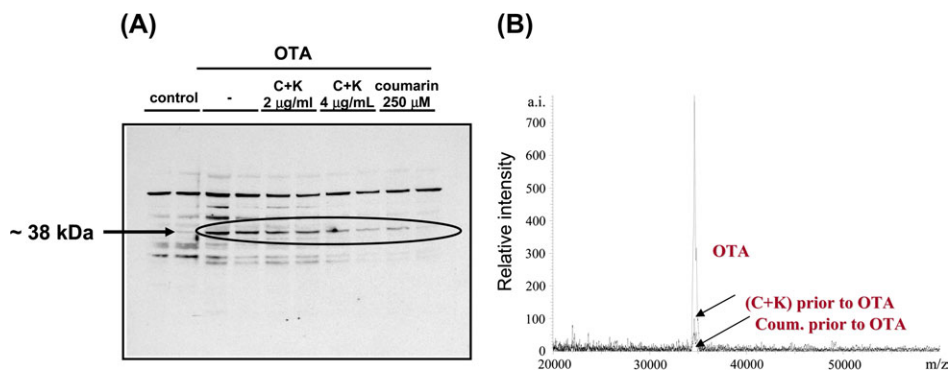 (A)
OTA
control
-
C+K
2 μg/ml
C+K
4 μg/mL
coumarin
250 μM
~ 38 kDa
(B)
a.i.
700
600
500
400
300
200
100
0
Relative intensity
OTA
(C+K) prior to OTA
Coum. prior to OTA
20000
30000
40000
50000
m/z